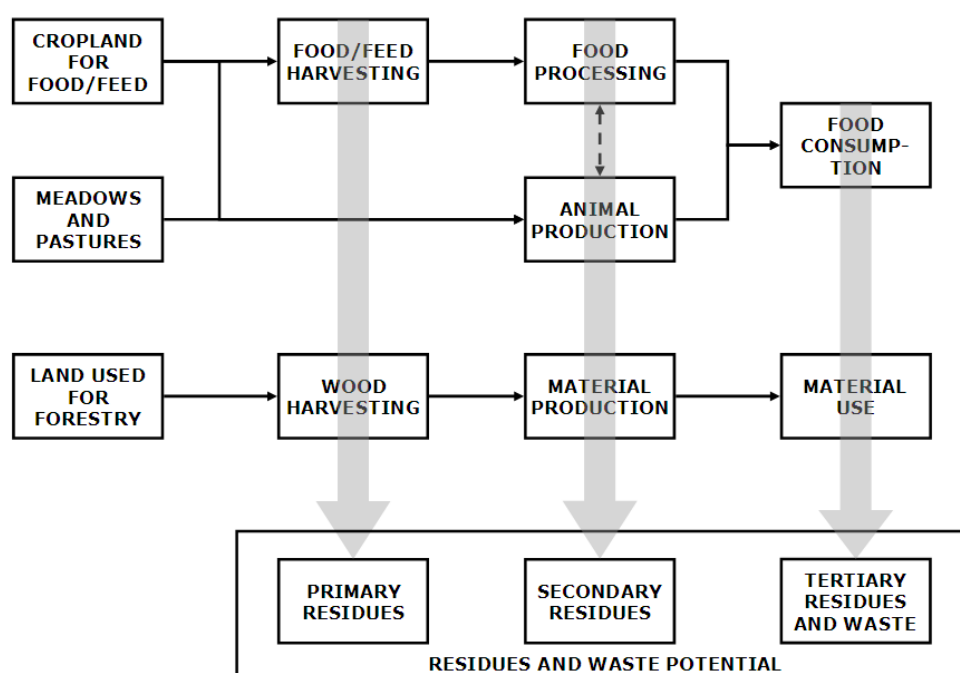 CROPLAND
FOR
FOOD/FEED
FOOD/FEED
HARVESTING
FOOD
PROCESSING
FOOD
CONSUMP-
TION
MEADOWS
AND
PASTURES
ANIMAL
PRODUCTION
LAND USED
FOR
FORESTRY
WOOD
HARVESTING
MATERIAL
PRODUCTION
MATERIAL
USE
PRIMARY
RESIDUES
SECONDARY
RESIDUES
TERTIARY
RESIDUES
AND WASTE
RESIDUES AND WASTE POTENTIAL